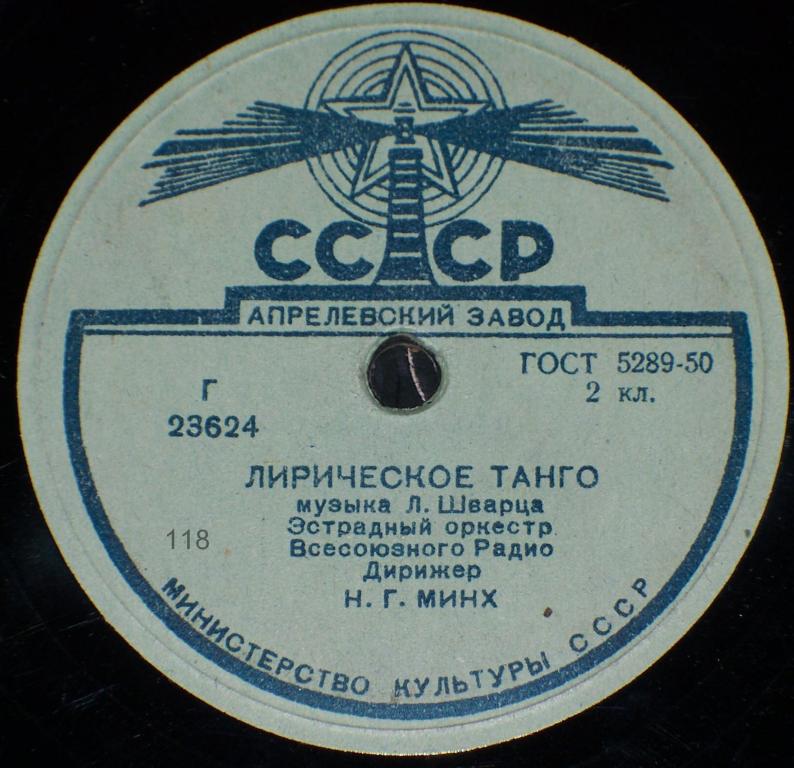 СССР
АПРЕЛЕВСКИЙ ЗАВОД
ГОСТ 5289-50
2 кл.
Г
23624
ЛИРИЧЕСКОЕ ТАНГО
музыка Л. Шварца
Эстрадный оркестр
Всесоюзного Радио
Дирижер
Н. Г. МИНХ
118
МИНИСТЕРСТВО КУЛЬТУРЫ СССР